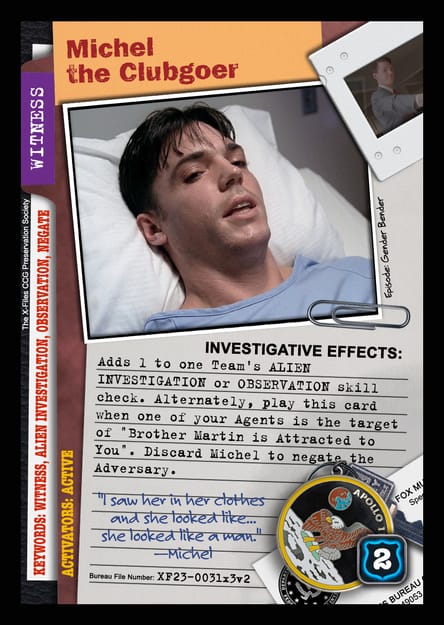 Michel
the Clubgoer
WITNESS
The X-Files CCG Preservation Society
KEYWORDS: WITNESS, ALIEN INVESTIGATION, OBSERVATION, NEGATE
ACTIVATORS: ACTIVE
Episode: Gender Bender
INVESTIGATIVE EFFECTS:
Adds 1 to one Team's ALIEN
INVESTIGATION or OBSERVATION skill
check. Alternately, play this card
when one of your Agents is the target
of "Brother Martin is Attracted to
You". Discard Michel to negate the
Adversary.
"I saw her in her clothes
and she looked like...
she looked like a man."
—Michel
Bureau File Number: XF23-0031x3v2
APOLLO
2
FOX MU
Spe
S BUREAU
49053